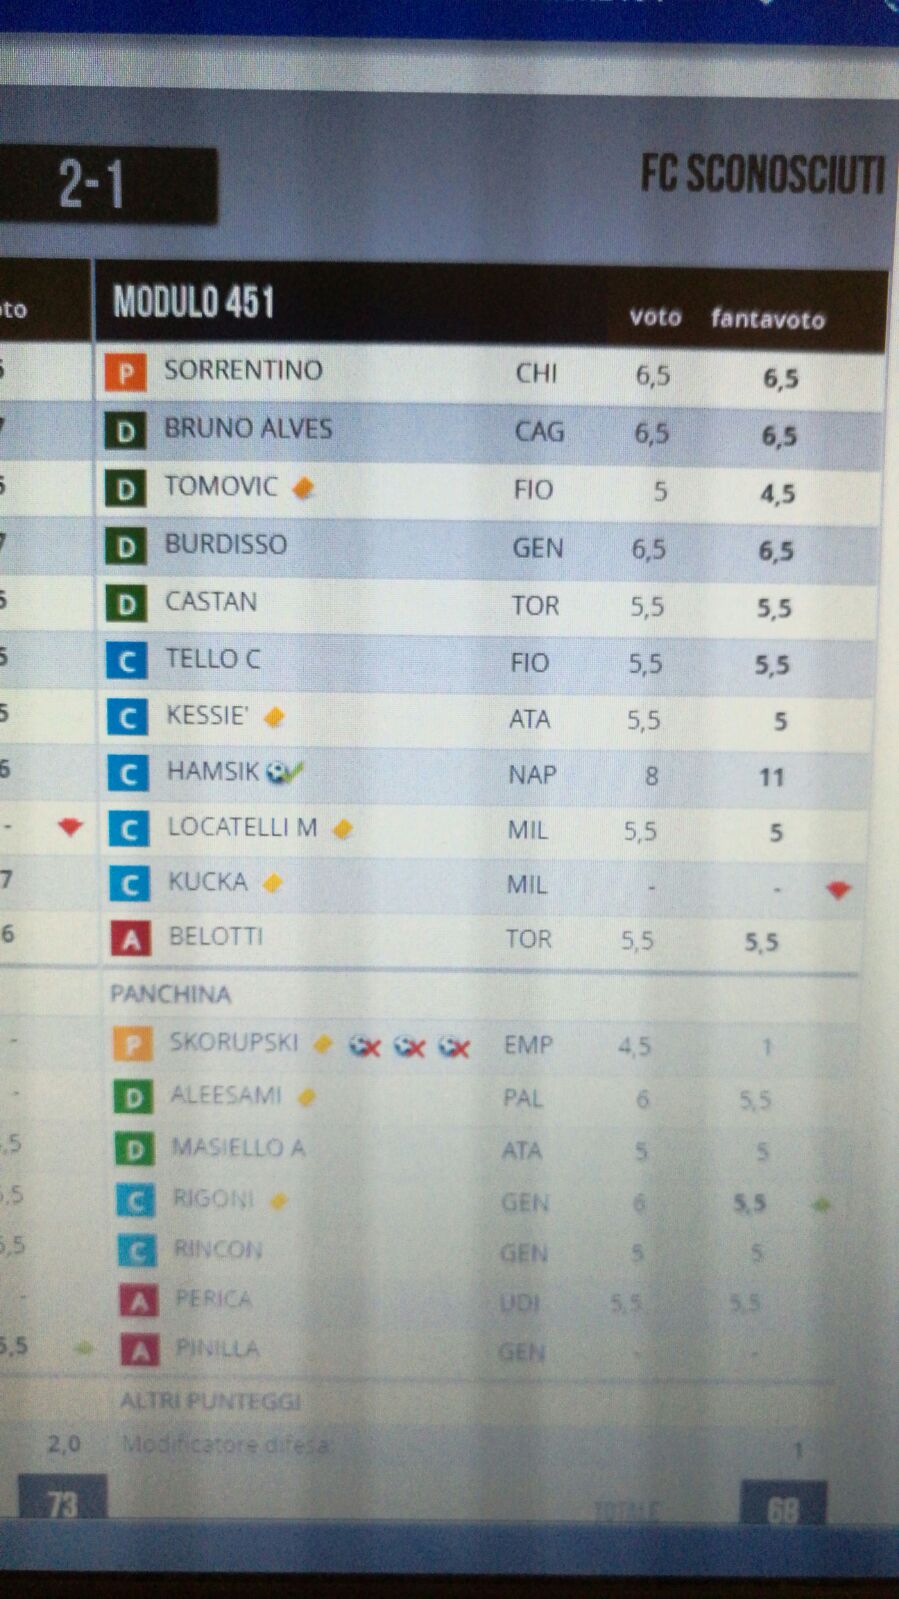 2-1
FC SCONOSCIUTI
MODULO 451 voto fantavoto
P SORRENTINO CHI 6,5 6,5
D BRUNO ALVES CAG 6,5 6,5
D TOMOVIC FIO 5 4,5
D BURDISSO GEN 6,5 6,5
D CASTAN TOR 5,5 5,5
C TELLO C FIO 5,5 5,5
C KESSIE' ATA 5,5 5
6 C HAMSIK NAP 8 11
- C LOCATELLI M MIL 5,5 5
7 C KUCKA MIL - -
6 A BELOTTI TOR 5,5 5,5
PANCHINA
- P SKORUPSKI EMP 4,5 1
- D ALEESAMI PAL 6 5,5
D MASIELLO A ATA 5 5
C RIGONI GEN 6 5,5
C RINCON GEN 5 5
- A PERICA UDI 5,5 5,5
A PINILLA GEN - -
ALTRI PUNTEGGI
2,0 Modificatore difesa: 1
73 TOTALE 68